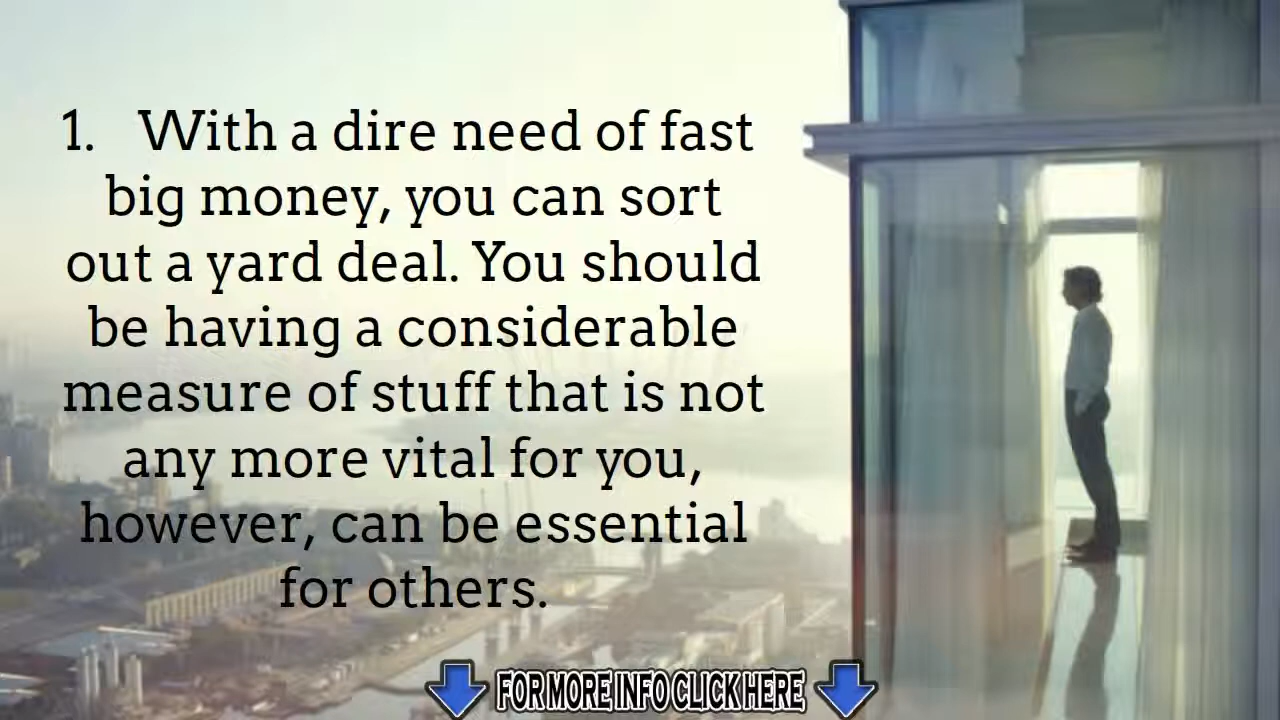 1. With a dire need of fast
big money, you can sort
out a yard deal. You should
be having a considerable
measure of stuff that is not
any more vital for you,
however, can be essential
for others.
FOR MORE INFO CLICK HERE